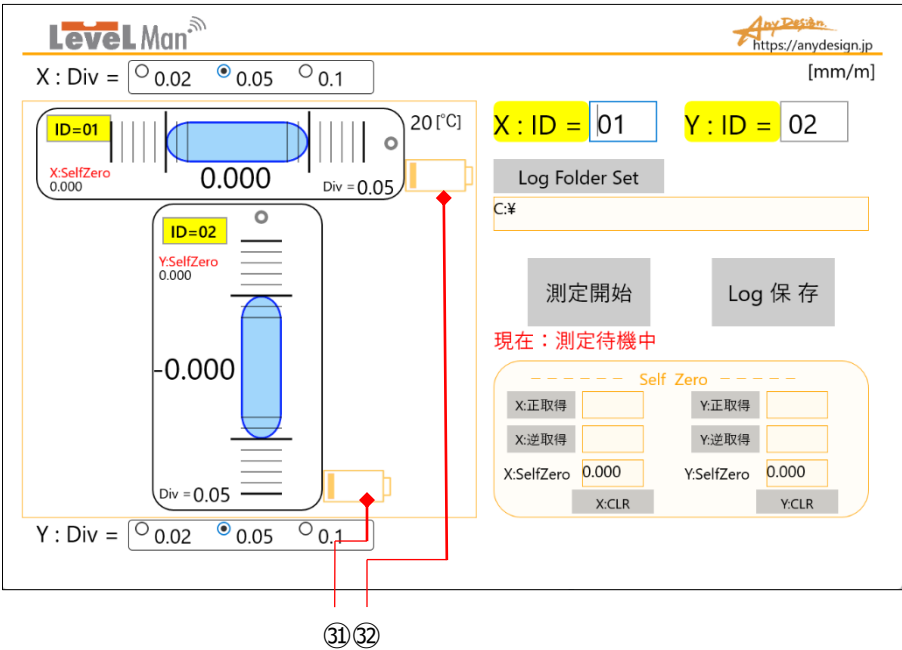 LeveL Man
AnyDesign
https://anydesign.jp
X : Div = 0.02 0.05 0.1
[mm/m]
ID=01
20 [℃]
X:SelfZero
0.000
0.000
Div = 0.05
X : ID = 01
Y : ID = 02
Log Folder Set
C:¥
ID=02
Y:SelfZero
0.000
-0.000
Div = 0.05
測定開始
Log 保 存
現在：測定待機中
Self Zero
X:正取得
Y:正取得
X:逆取得
Y:逆取得
X:SelfZero 0.000
Y:SelfZero 0.000
X:CLR
Y:CLR
Y : Div = 0.02 0.05 0.1
㉛ ㉜